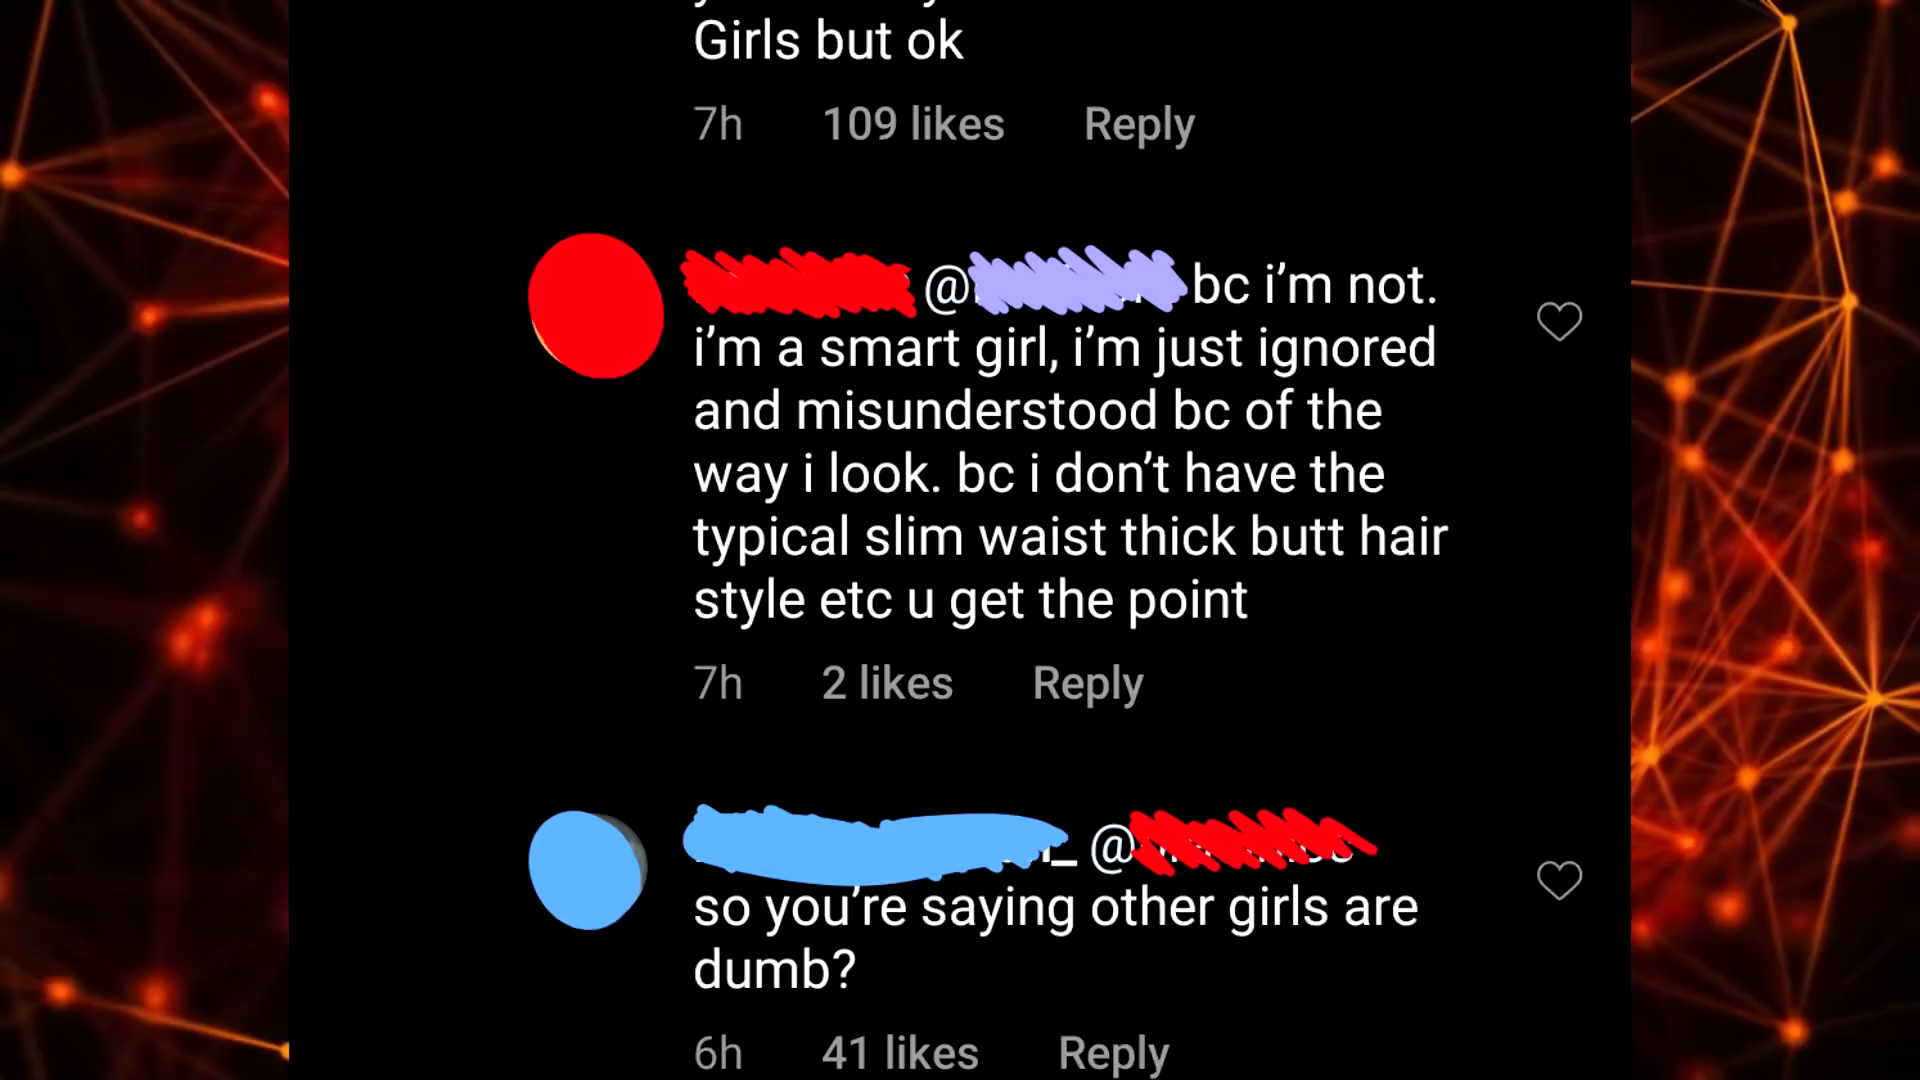 Girls but ok
7h 109 likes Reply
@ bc i’m not.
i’m a smart girl, i’m just ignored
and misunderstood bc of the
way i look. bc i don’t have the
typical slim waist thick butt hair
style etc u get the point
7h 2 likes Reply
_ @
so you’re saying other girls are
dumb?
6h 41 likes Reply